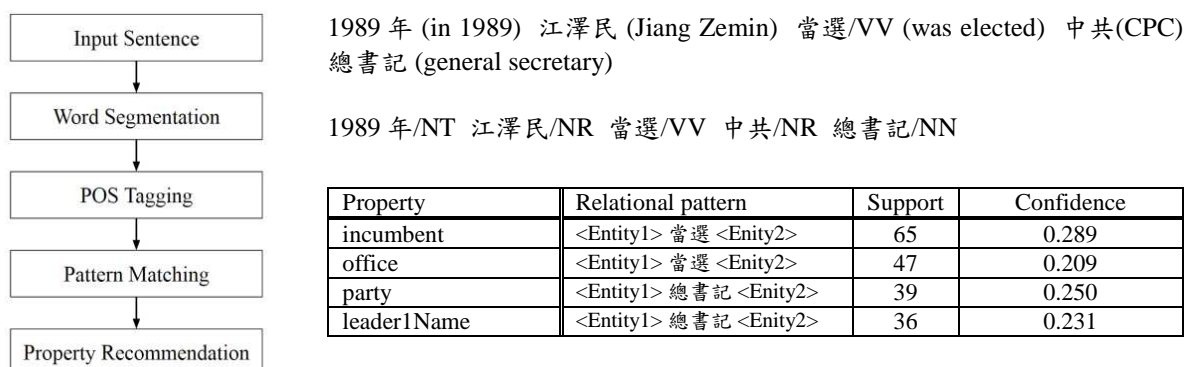 Input Sentence
Word Segmentation
POS Tagging
Pattern Matching
Property Recommendation
1989 年 (in 1989) 江澤民 (Jiang Zemin) 當選/VV (was elected) 中共(CPC)
總書記 (general secretary)
1989 年/NT 江澤民/NR 當選/VV 中共/NR 總書記/NN
Property Relational pattern Support Confidence
incumbent <Entity1> 當選 <Enity2> 65 0.289
office <Entity1> 當選 <Enity2> 47 0.209
party <Entity1> 總書記 <Enity2> 39 0.250
leader1Name <Entity1> 總書記 <Enity2> 36 0.231